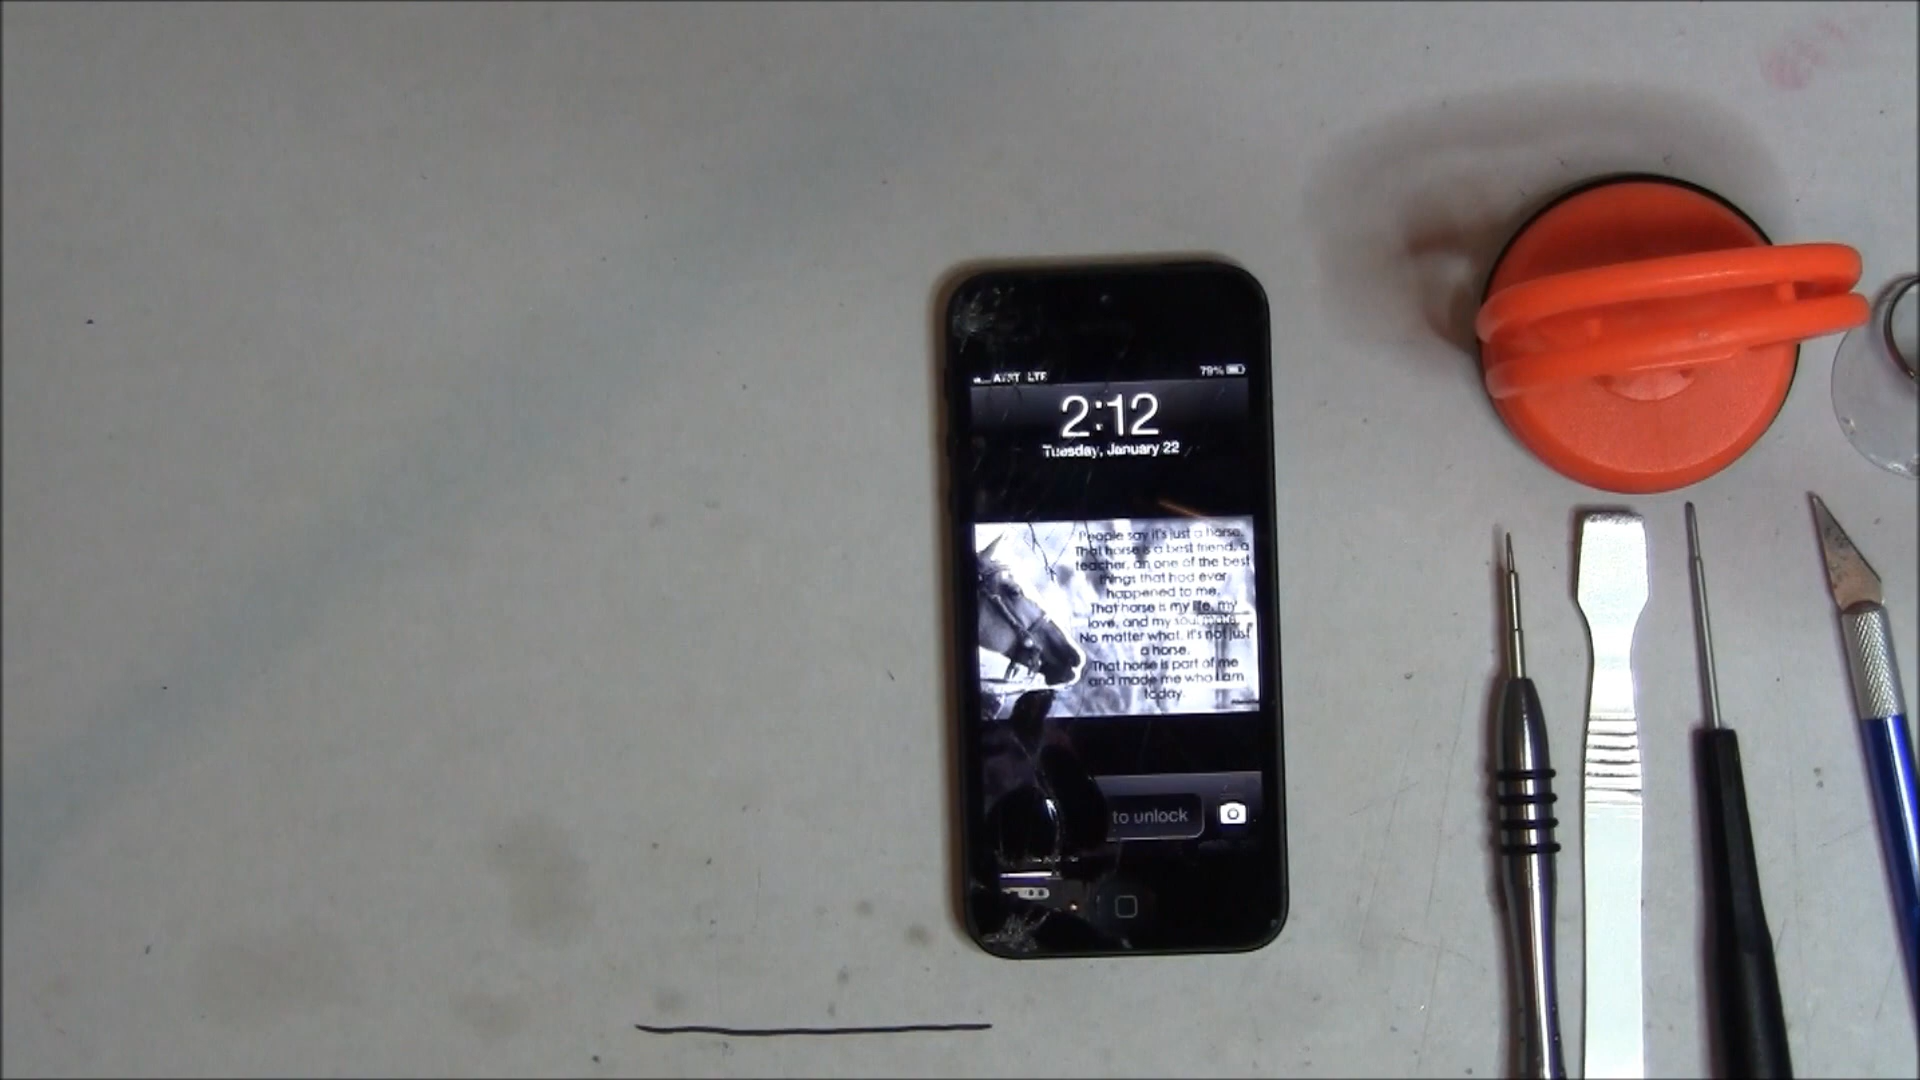 AT&T LTE 79%
2:12
Tuesday, January 22
People say it's just a horse.
That horse is a best friend, a
teacher, an one of the best
things that had ever
happened to me.
That horse is my life, my
love, and my soul mate.
No matter what, it's not just
a horse.
That horse is part of me
and made me who I am
today.
to unlock